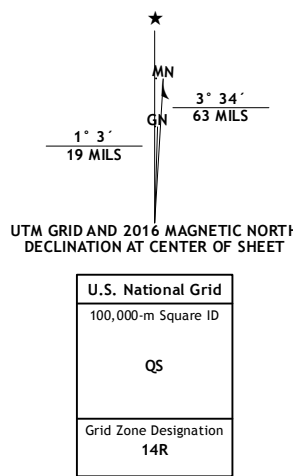 ★
MN
3° 34´
63 MILS
GN
1° 3´
19 MILS
UTM GRID AND 2016 MAGNETIC NORTH
DECLINATION AT CENTER OF SHEET
U.S. National Grid
100,000-m Square ID
QS
Grid Zone Designation
14R